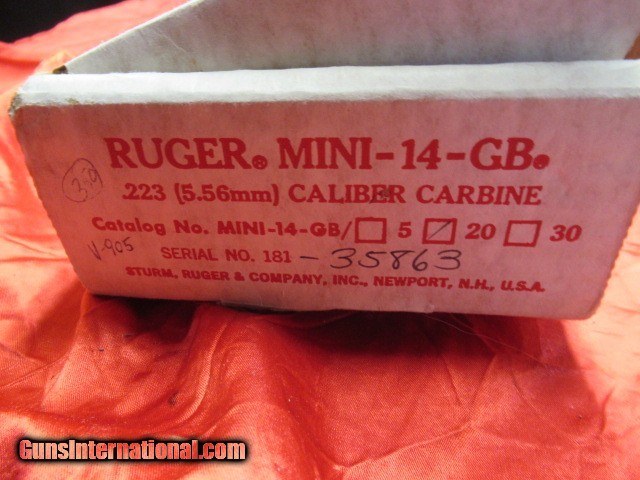 RUGER® MINI-14-GB®
.223 (5.56mm) CALIBER CARBINE
Catalog No. MINI-14-GB/ 5 20 30
V-905
SERIAL NO. 181-35863
STURM, RUGER & COMPANY, INC., NEWPORT, N.H., U.S.A.
GunsInternational.com